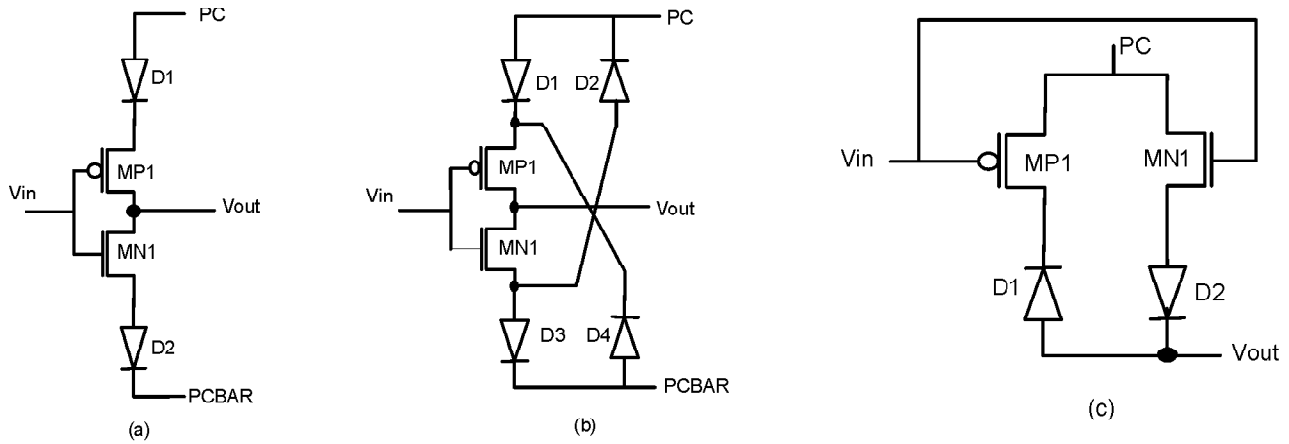 PC
D1
MP1
Vin
Vout
MN1
D2
PCBAR
(a)
PC
D1
D2
MP1
Vin
Vout
MN1
D3
D4
PCBAR
(b)
PC
Vin
MP1
MN1
D1
D2
Vout
(c)